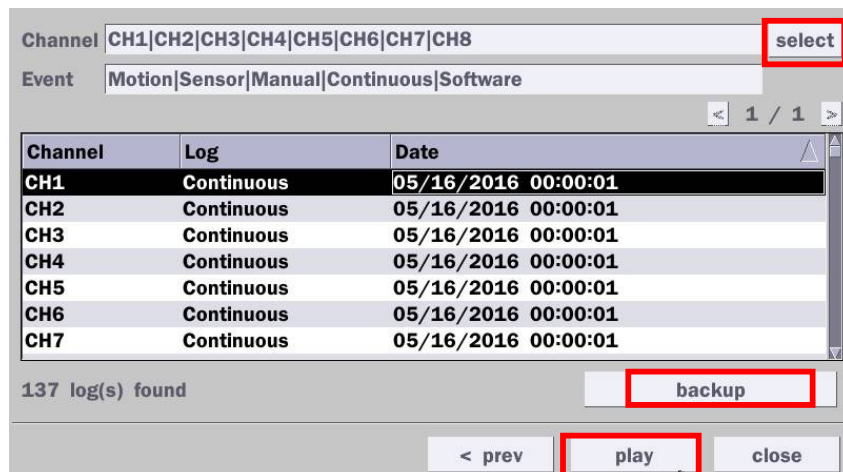 Channel CH1|CH2|CH3|CH4|CH5|CH6|CH7|CH8 select
Event Motion|Sensor|Manual|Continuous|Software
< 1 / 1 >
Channel Log Date
CH1 Continuous 05/16/2016 00:00:01
CH2 Continuous 05/16/2016 00:00:01
CH3 Continuous 05/16/2016 00:00:01
CH4 Continuous 05/16/2016 00:00:01
CH5 Continuous 05/16/2016 00:00:01
CH6 Continuous 05/16/2016 00:00:01
CH7 Continuous 05/16/2016 00:00:01
137 log(s) found backup
< prev play close